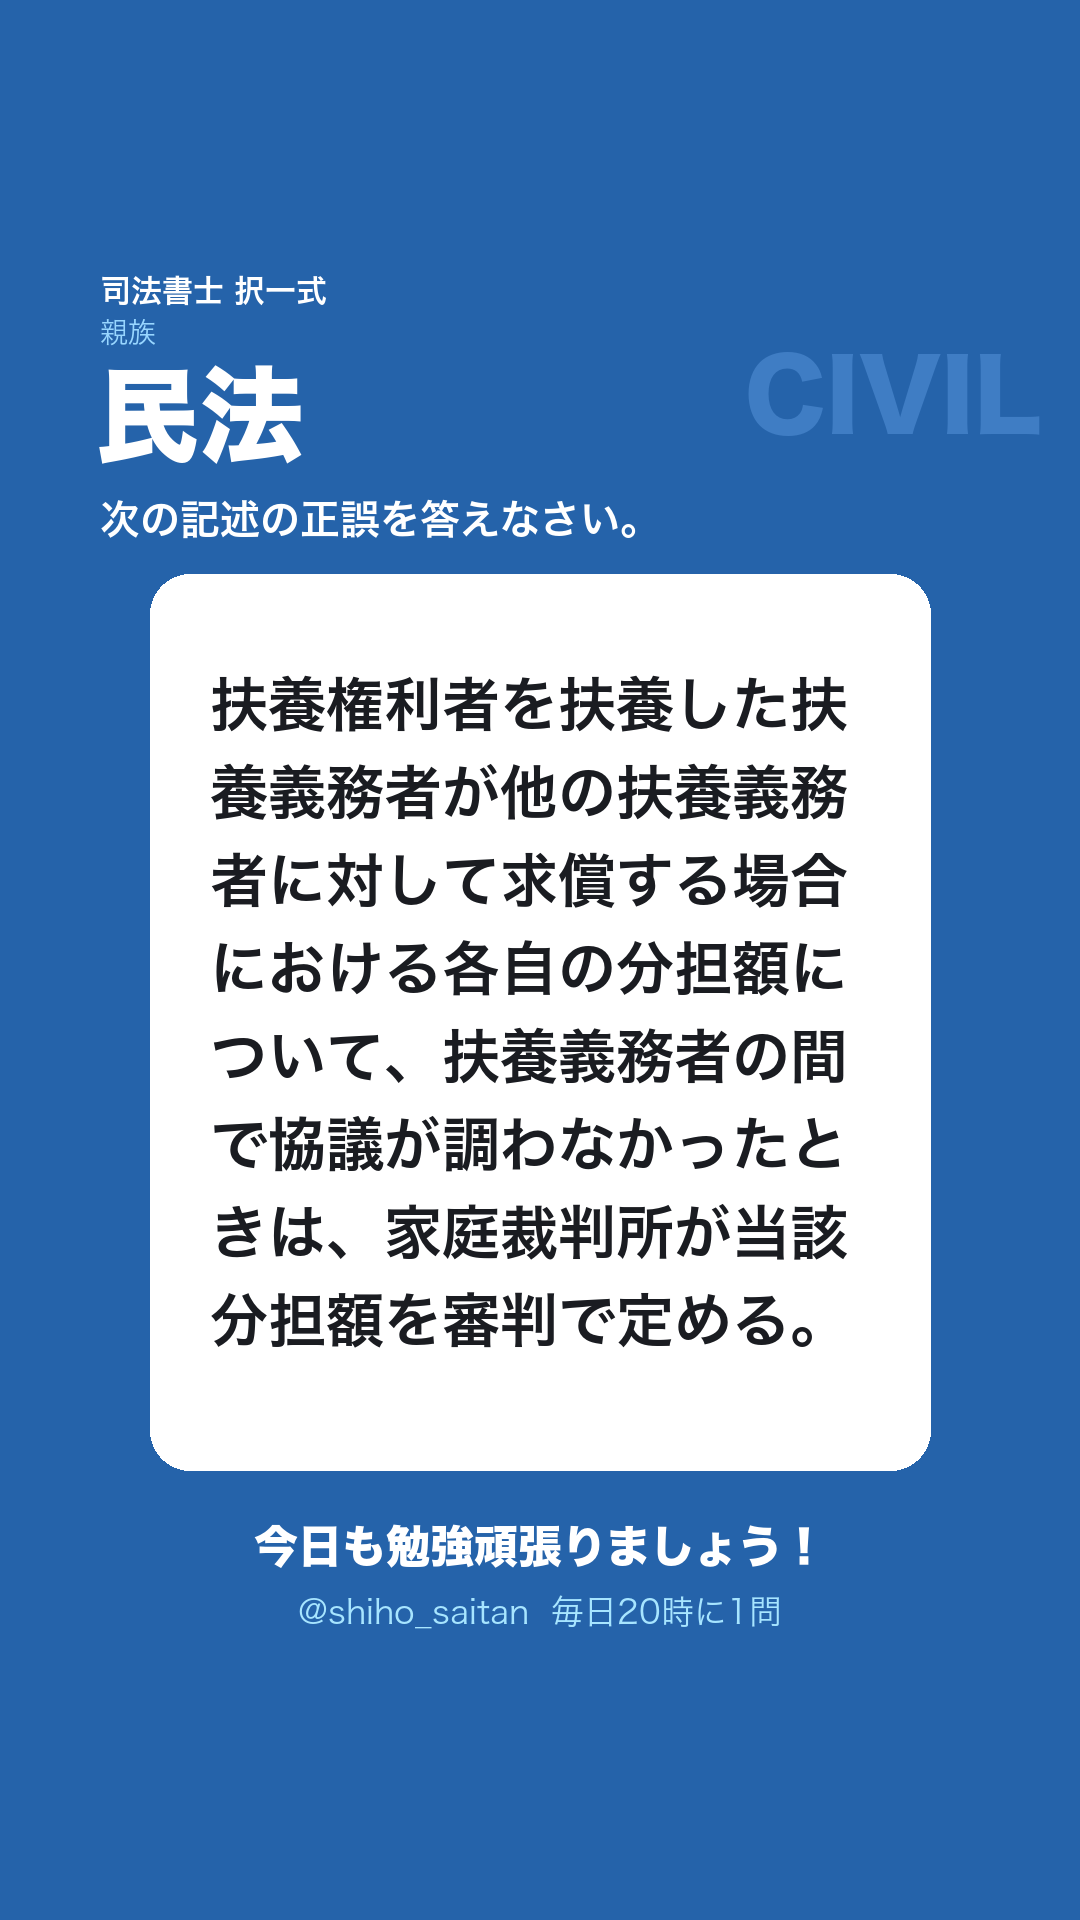 司法書士 択一式
親族
民法
CIVIL
次の記述の正誤を答えなさい。
扶養権利者を扶養した扶
養義務者が他の扶養義務
者に対して求償する場合
における各自の分担額に
ついて、扶養義務者の間
で協議が調わなかったと
きは、家庭裁判所が当該
分担額を審判で定める。
今日も勉強頑張りましょう！
@shiho_saitan 毎日20時に1問